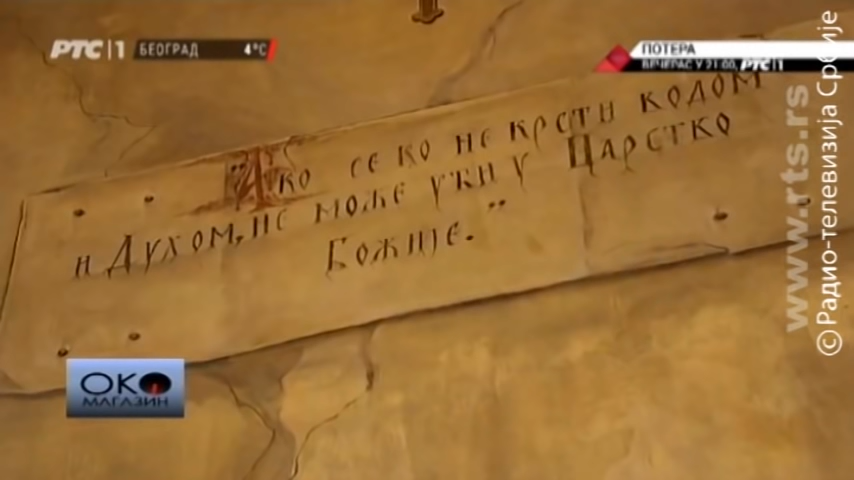 РТС|1 БЕОГРАД 4°C
ПОТЕРА
ВЕЧЕРАС У 21:00, РТС|1
Ако се ко не крсти водом
и Духом, не може ући у Царство
Божије.”
ОКО
МАГАЗИН
www.rts.rs
© Радио-телевизија Србије